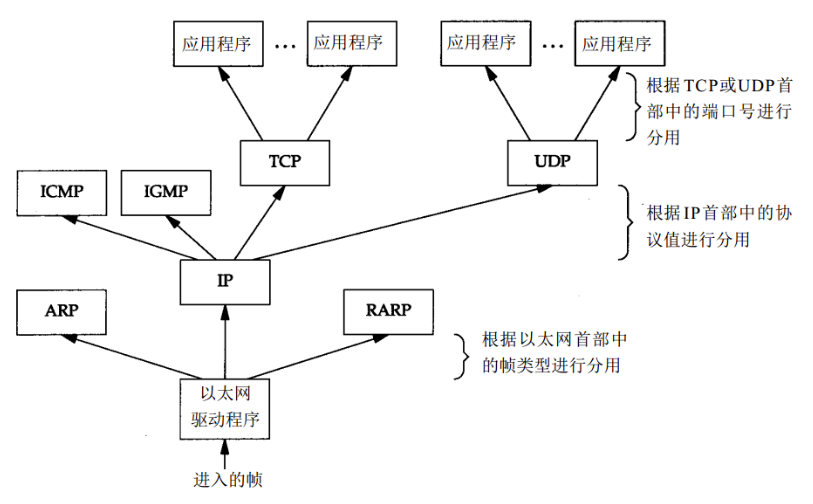 应用程序 … 应用程序 应用程序 … 应用程序
根据 TCP或UDP首
部中的端口号进行
分用
TCP UDP
ICMP IGMP
根据IP首部中的协
议值进行分用
IP
ARP RARP
根据以太网首部中
的帧类型进行分用
以太网
驱动程序
进入的帧